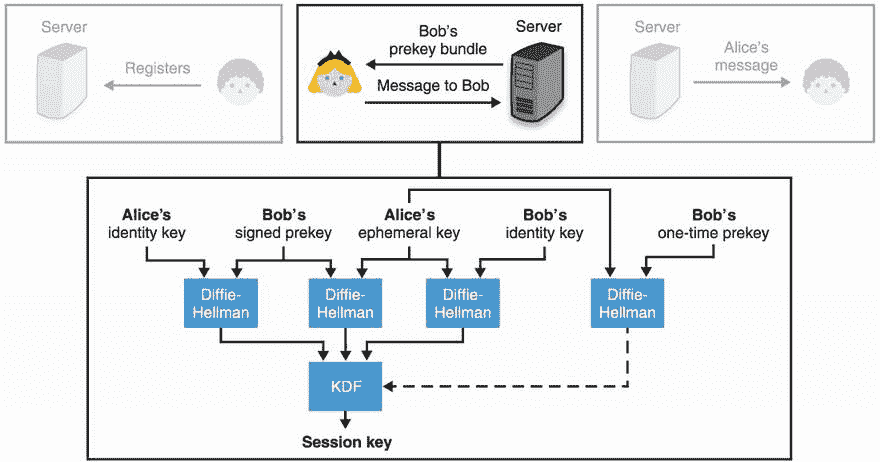 Server
Registers
Bob's
prekey bundle
Message to Bob
Server
Server
Alice's
message
Alice's
identity key
Bob's
signed prekey
Alice's
ephemeral key
Bob's
identity key
Bob's
one-time prekey
Diffie-
Hellman
Diffie-
Hellman
Diffie-
Hellman
Diffie-
Hellman
KDF
Session key